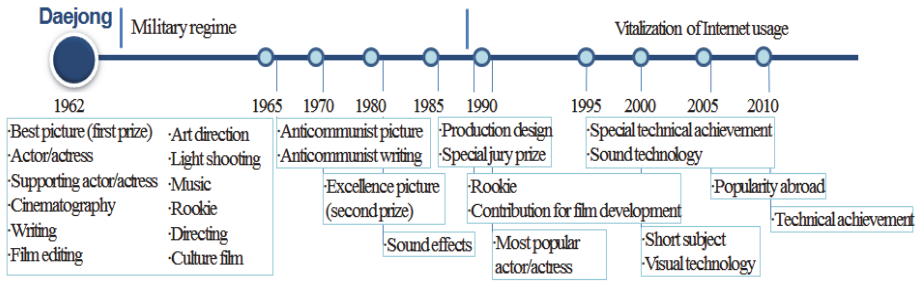 Daejong
Military regime
Vitalization of Internet usage
1962
1965
1970
1980
1985
1990
1995
2000
2005
2010
·Best picture (first prize)
·Actor/actress
·Supporting actor/actress
·Cinematography
·Writing
·Film editing
·Art direction
·Light shooting
·Music
·Rookie
·Directing
·Culture film
·Anticommunist picture
·Anticommunist writing
·Excellence picture
(second prize)
·Sound effects
·Production design
·Special jury prize
·Rookie
·Contribution for film development
·Most popular
actor/actress
·Special technical achievement
·Sound technology
·Short subject
·Visual technology
·Popularity abroad
·Technical achievement